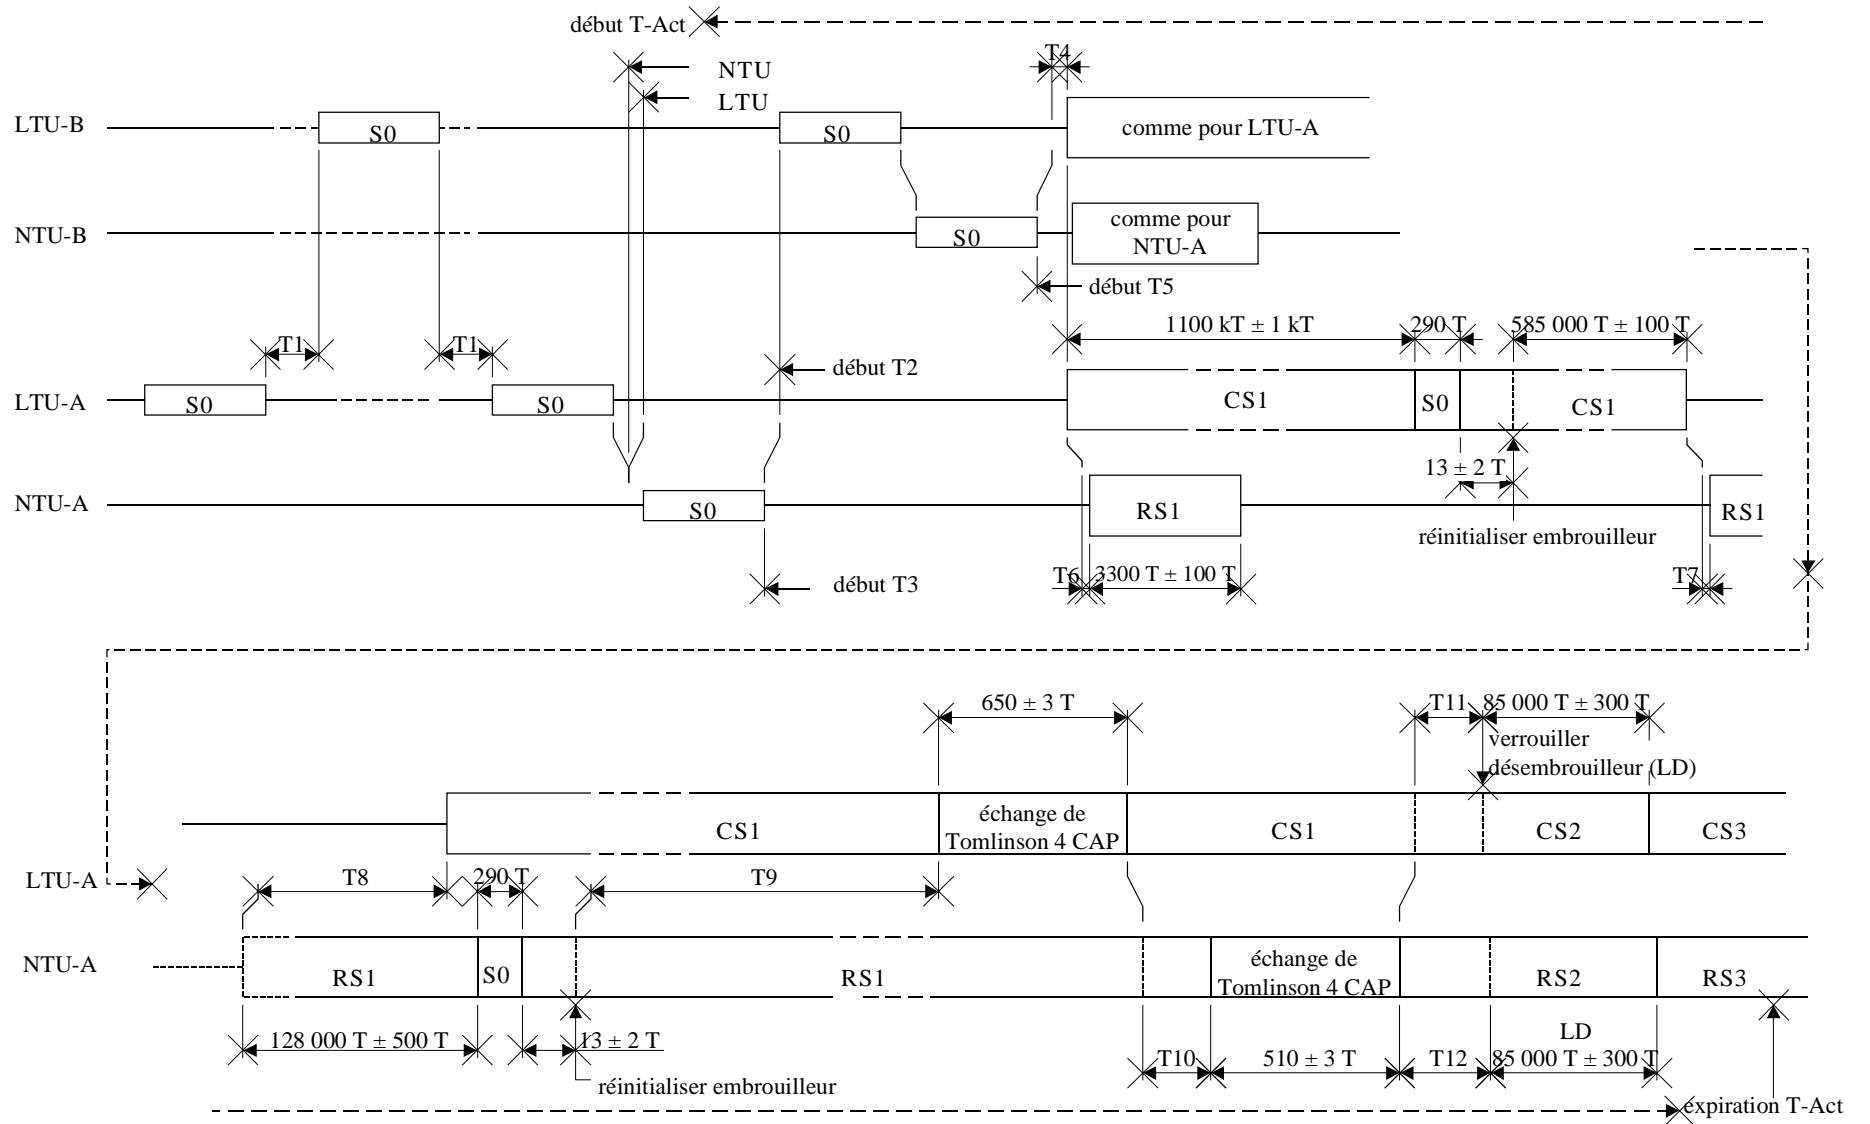 début T-Act
T4
NTU
LTU
LTU-B
S0
S0
comme pour LTU-A
NTU-B
S0
comme pour
NTU-A
début T5
1100 kT ± 1 kT
290 T
585 000 T ± 100 T
T1
T1
début T2
LTU-A
S0
S0
CS1
S0
CS1
13 ± 2 T
NTU-A
S0
RS1
RS1
réinitialiser embrouilleur
début T3
T6
3300 T ± 100 T
T7
650 ± 3 T
T11
85 000 T ± 300 T
verrouiller
désembrouilleur (LD)
CS1
échange de
Tomlinson 4 CAP
CS1
CS2
CS3
LTU-A
T8
290 T
T9
NTU-A
RS1
S0
RS1
échange de
Tomlinson 4 CAP
RS2
RS3
128 000 T ± 500 T
13 ± 2 T
LD
T10
510 ± 3 T
T12
85 000 T ± 300 T
réinitialiser embrouilleur
expiration T-Act